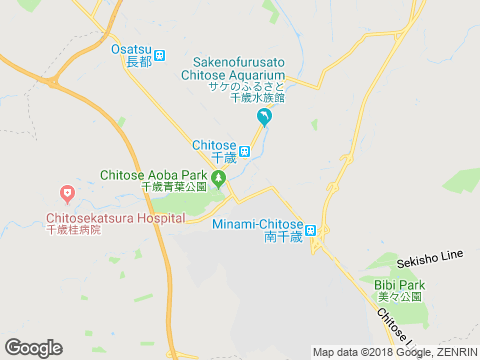 Osatsu
長都
Sakenofurusato
Chitose Aquarium
サケのふるさと
千歳水族館
Chitose
千歳
Chitose Aoba Park
千歳青葉公園
Chitosekatsura Hospital
千歳桂病院
Minami-Chitose
南千歳
Sekisho Line
Bibi Park
美々公園
Chitose L
Google
Map data ©2018 Google, ZENRIN